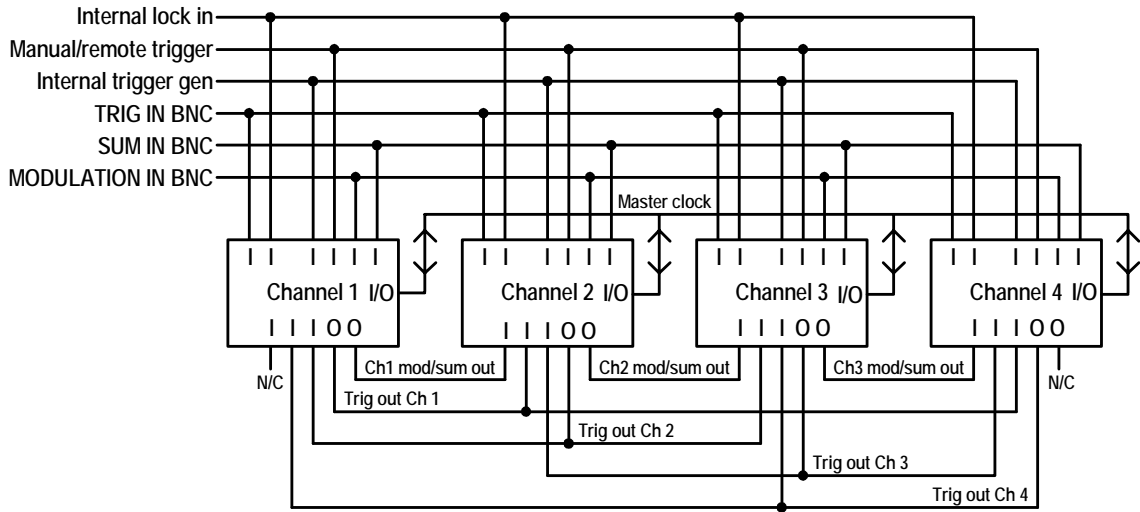 Internal lock in
Manual/remote trigger
Internal trigger gen
TRIG IN BNC
SUM IN BNC
MODULATION IN BNC
Master clock
I I I I I I
I I I I I I
I I I I I I
I I I I I I
Channel 1 I/O
Channel 2 I/O
Channel 3 I/O
Channel 4 I/O
I I I O O
I I I O O
I I I O O
I I I O O
N/C
Ch1 mod/sum out
Ch2 mod/sum out
Ch3 mod/sum out
N/C
Trig out Ch 1
Trig out Ch 2
Trig out Ch 3
Trig out Ch 4